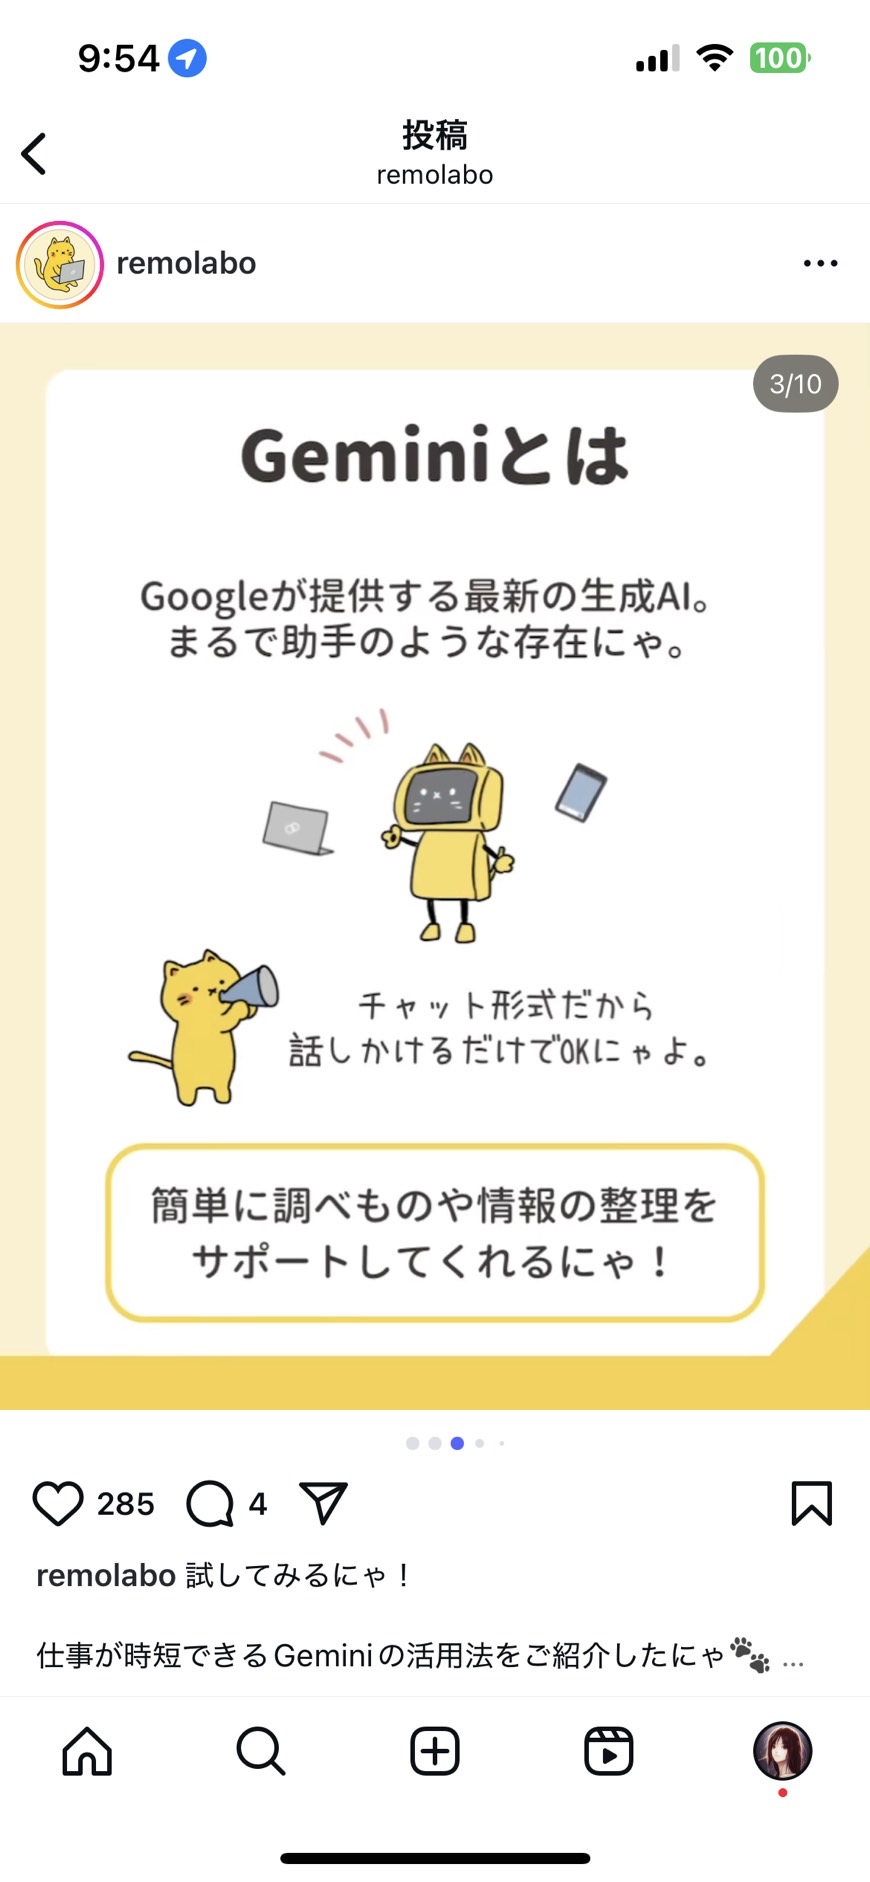 9:54
100
投稿
remolabo
remolabo
3/10
Geminiとは
Googleが提供する最新の生成AI。
まるで助手のような存在にゃ。
チャット形式だから
話しかけるだけでOKにゃよ。
簡単に調べものや情報の整理を
サポートしてくれるにゃ！
285 4
remolabo 試してみるにゃ！
仕事が時短できるGeminiの活用法をご紹介したにゃ🐾 ...